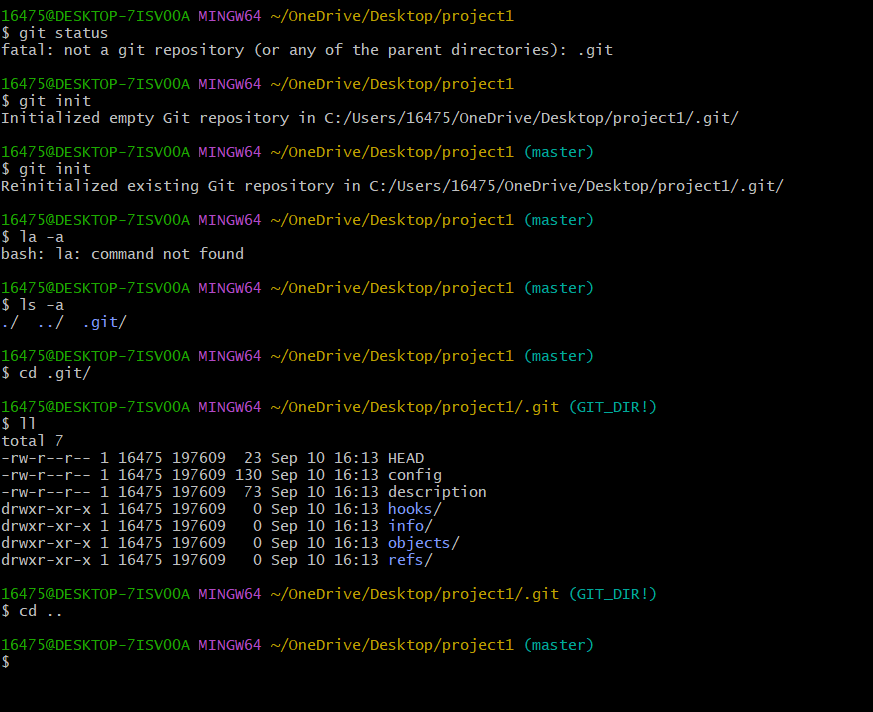 16475@DESKTOP-7ISVOOA MINGW64 ~/OneDrive/Desktop/project1
$ git status
fatal: not a git repository (or any of the parent directories): .git

16475@DESKTOP-7ISVOOA MINGW64 ~/OneDrive/Desktop/project1
$ git init
Initialized empty Git repository in C:/Users/16475/OneDrive/Desktop/project1/.git/

16475@DESKTOP-7ISVOOA MINGW64 ~/OneDrive/Desktop/project1 (master)
$ git init
Reinitialized existing Git repository in C:/Users/16475/OneDrive/Desktop/project1/.git/

16475@DESKTOP-7ISVOOA MINGW64 ~/OneDrive/Desktop/project1 (master)
$ la -a
bash: la: command not found

16475@DESKTOP-7ISVOOA MINGW64 ~/OneDrive/Desktop/project1 (master)
$ ls -a
./  ../  .git/

16475@DESKTOP-7ISVOOA MINGW64 ~/OneDrive/Desktop/project1 (master)
$ cd .git/

16475@DESKTOP-7ISVOOA MINGW64 ~/OneDrive/Desktop/project1/.git (GIT_DIR!)
$ ll
total 7
-rw-r--r-- 1 16475 197609  23 Sep 10 16:13 HEAD
-rw-r--r-- 1 16475 197609 130 Sep 10 16:13 config
-rw-r--r-- 1 16475 197609  73 Sep 10 16:13 description
drwxr-xr-x 1 16475 197609   0 Sep 10 16:13 hooks/
drwxr-xr-x 1 16475 197609   0 Sep 10 16:13 info/
drwxr-xr-x 1 16475 197609   0 Sep 10 16:13 objects/
drwxr-xr-x 1 16475 197609   0 Sep 10 16:13 refs/

16475@DESKTOP-7ISVOOA MINGW64 ~/OneDrive/Desktop/project1/.git (GIT_DIR!)
$ cd ..

16475@DESKTOP-7ISVOOA MINGW64 ~/OneDrive/Desktop/project1 (master)
$